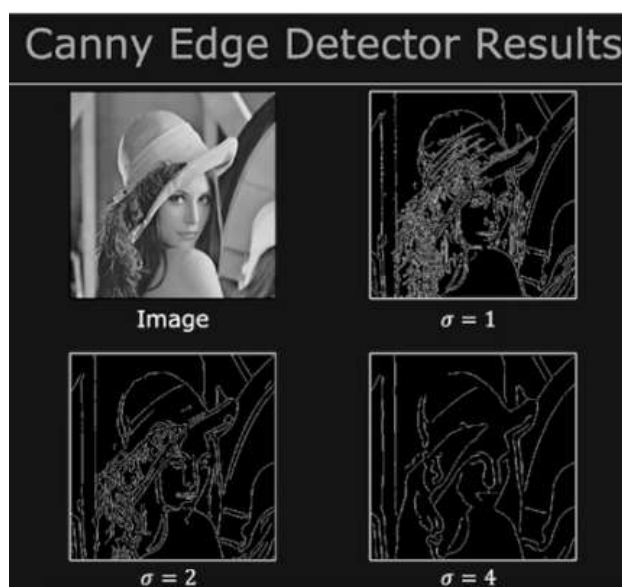 Canny Edge Detector Results
Image
σ = 1
σ = 2
σ = 4